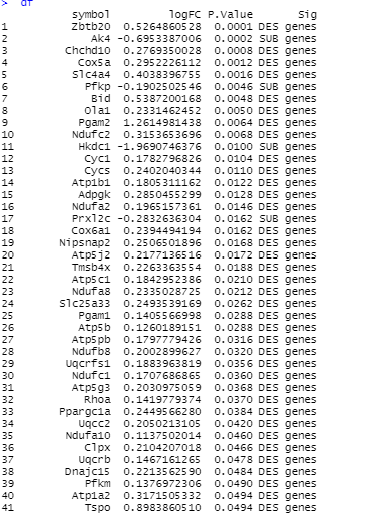 > df
symbol logFC P.Value Sig
1 Zbtb20 0.5264860528 0.0001 DES genes
2 Ak4 -0.6953387006 0.0002 SUB genes
3 Chchd10 0.2769350028 0.0008 DES genes
4 Cox5a 0.2952226112 0.0012 DES genes
5 Slc4a4 0.4038396755 0.0016 DES genes
6 Pfkp -0.1902502546 0.0046 SUB genes
7 Bid 0.5387200168 0.0048 DES genes
8 Ola1 0.2331462452 0.0050 DES genes
9 Pgam2 1.2614981438 0.0064 DES genes
10 Ndufc2 0.3153653696 0.0068 DES genes
11 Hkdc1 -1.9690746376 0.0100 SUB genes
12 Cyc1 0.1782796826 0.0104 DES genes
13 Cycs 0.2402040344 0.0110 DES genes
14 Atp1b1 0.1805311162 0.0122 DES genes
15 Adpgk 0.2850455299 0.0128 DES genes
16 Ndufa2 0.1965157361 0.0146 DES genes
17 Prxl2c -0.2832636304 0.0162 SUB genes
18 Cox6a1 0.2394494194 0.0162 DES genes
19 Nipsnap2 0.2506501896 0.0168 DES genes
20 Atp5j2 0.2177136516 0.0172 DES genes
21 Tmsb4x 0.2263363554 0.0188 DES genes
22 Atp5c1 0.1842952386 0.0210 DES genes
23 Ndufa8 0.2335028725 0.0212 DES genes
24 Slc25a33 0.2493539169 0.0262 DES genes
25 Pgam1 0.1405566998 0.0288 DES genes
26 Atp5b 0.1260189151 0.0288 DES genes
27 Atp5pb 0.1797779426 0.0316 DES genes
28 Ndufb8 0.2002899627 0.0320 DES genes
29 Uqcrfs1 0.1883963819 0.0356 DES genes
30 Ndufc1 0.1707686865 0.0360 DES genes
31 Atp5g3 0.2030975059 0.0368 DES genes
32 Rhoa 0.1419779374 0.0370 DES genes
33 Ppargc1a 0.2449566280 0.0384 DES genes
34 Uqcc2 0.2050213105 0.0420 DES genes
35 Ndufa10 0.1137502014 0.0460 DES genes
36 Clpx 0.2104207018 0.0466 DES genes
37 Uqcrb 0.1467161265 0.0478 DES genes
38 Dnajc15 0.2213562590 0.0484 DES genes
39 Pfkm 0.1376972306 0.0490 DES genes
40 Atp1a2 0.3171505332 0.0494 DES genes
41 Tspo 0.8983860510 0.0494 DES genes